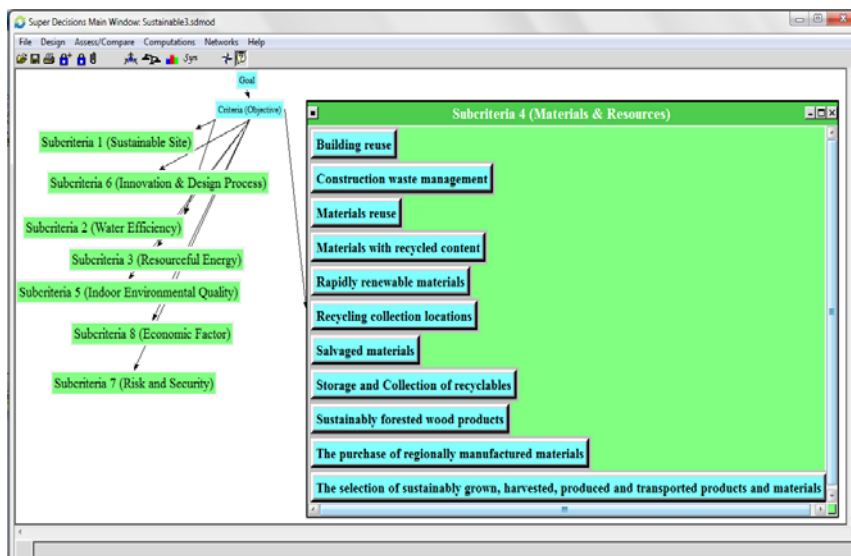 Super Decisions Main Window: Sustainable3.sdmod
File Design Assess/Compare Computations Networks Help
Sys
Goal
Criteria (Objective)
Subcriteria 1 (Sustainable Site)
Subcriteria 6 (Innovation & Design Process)
Subcriteria 2 (Water Efficiency)
Subcriteria 3 (Resourceful Energy)
Subcriteria 5 (Indoor Environmental Quality)
Subcriteria 8 (Economic Factor)
Subcriteria 7 (Risk and Security)
Subcriteria 4 (Materials & Resources)
Building reuse
Construction waste management
Materials reuse
Materials with recycled content
Rapidly renewable materials
Recycling collection locations
Salvaged materials
Storage and Collection of recyclables
Sustainably forested wood products
The purchase of regionally manufactured materials
The selection of sustainably grown, harvested, produced and transported products and materials